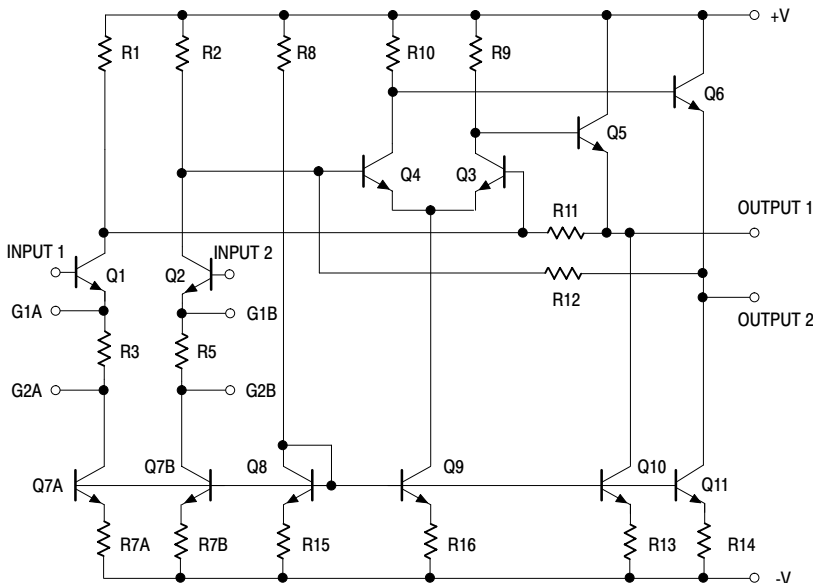 +V
R1
R2
R8
R10
R9
Q6
Q5
Q4
Q3
R11
OUTPUT 1
INPUT 1
Q1
Q2
INPUT 2
R12
G1A
G1B
OUTPUT 2
R3
R5
G2A
G2B
Q7A
Q7B
Q8
Q9
Q10
Q11
R7A
R7B
R15
R16
R13
R14
-V